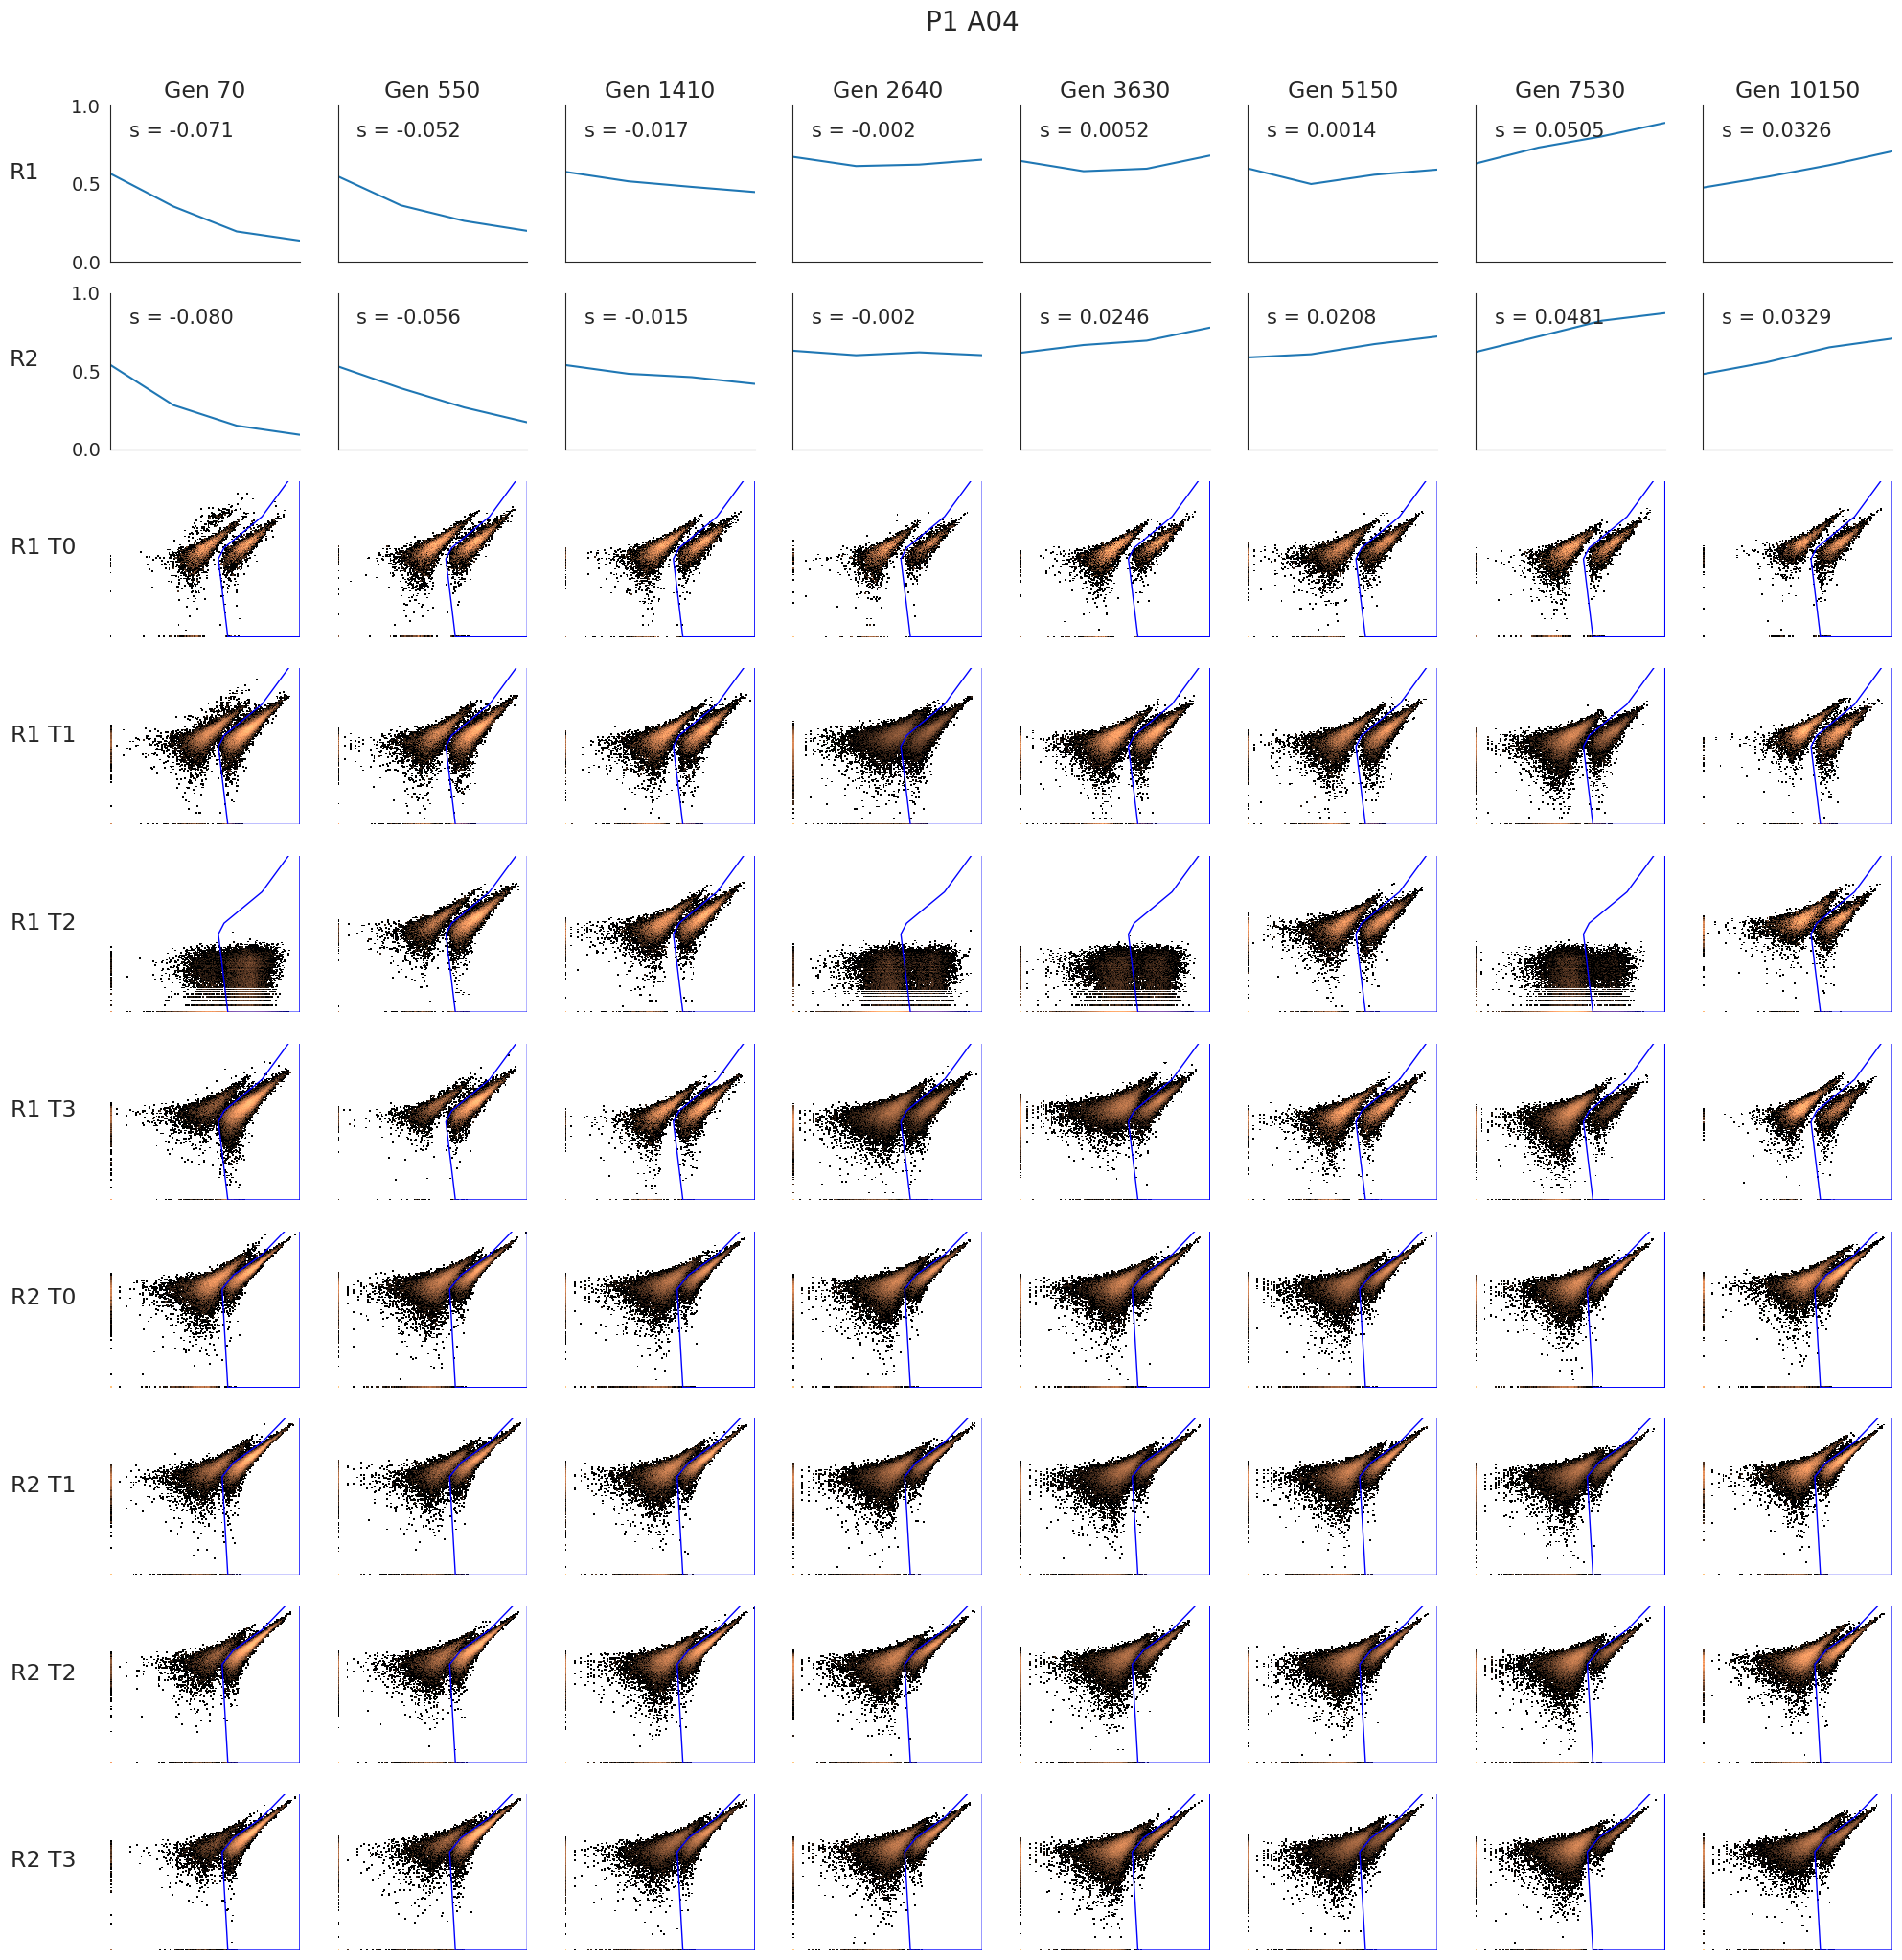 P1 A04
Gen 70 Gen 550 Gen 1410 Gen 2640 Gen 3630 Gen 5150 Gen 7530 Gen 10150
1.0
s = -0.071 s = -0.052 s = -0.017 s = -0.002 s = 0.0052 s = 0.0014 s = 0.0505 s = 0.0326
R1
0.5
0.0
1.0
s = -0.080 s = -0.056 s = -0.015 s = -0.002 s = 0.0246 s = 0.0208 s = 0.0481 s = 0.0329
R2
0.5
0.0
R1 T0
R1 T1
R1 T2
R1 T3
R2 T0
R2 T1
R2 T2
R2 T3